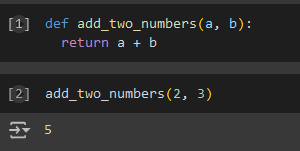 [1] def add_two_numbers(a, b):
      return a + b
[2] add_two_numbers(2, 3)
5